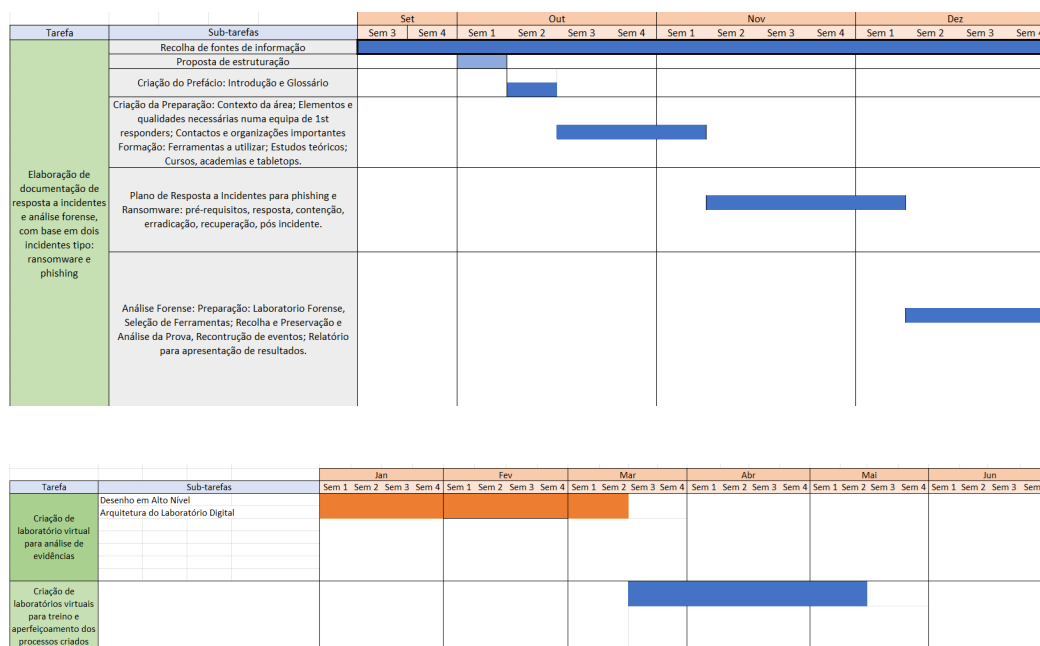 Set Out Nov Dez
Tarefa Sub-tarefas Sem 3 Sem 4 Sem 1 Sem 2 Sem 3 Sem 4 Sem 1 Sem 2 Sem 3 Sem 4 Sem 1 Sem 2 Sem 3 Sem
Elaboração de
documentação de
resposta a incidentes
e análise forense,
com base em dois
incidentes tipo:
ransomware e
phishing
Recolha de fontes de informação
Proposta de estruturação
Criação do Prefácio: Introdução e Glossário
Criação da Preparação: Contexto da área; Elementos e
qualidades necessárias numa equipa de 1st
responders; Contactos e organizações importantes
Formação: Ferramentas a utilizar; Estudos teóricos;
Cursos, academias e tabletops.
Plano de Resposta a Incidentes para phishing e
Ransomware: pré-requisitos, resposta, contenção,
erradicação, recuperação, pós incidente.
Análise Forense: Preparação: Laboratorio Forense,
Seleção de Ferramentas; Recolha e Preservação e
Análise da Prova, Recontrução de eventos; Relatório
para apresentação de resultados.
Jan Fev Mar Abr Mai Jun
Tarefa Sub-tarefas Sem 1 Sem 2 Sem 3 Sem 4 Sem 1 Sem 2 Sem 3 Sem 4 Sem 1 Sem 2 Sem 3 Sem 4 Sem 1 Sem 2 Sem 3 Sem 4 Sem 1 Sem 2 Sem 3 Sem 4 Sem 1 Sem 2 Sem 3 Sem
Criação de
laboratório virtual
para análise de
evidências
Desenho em Alto Nível
Arquitetura do Laboratório Digital
Criação de
laboratórios virtuais
para treino e
aperfeiçoamento dos
processos criados